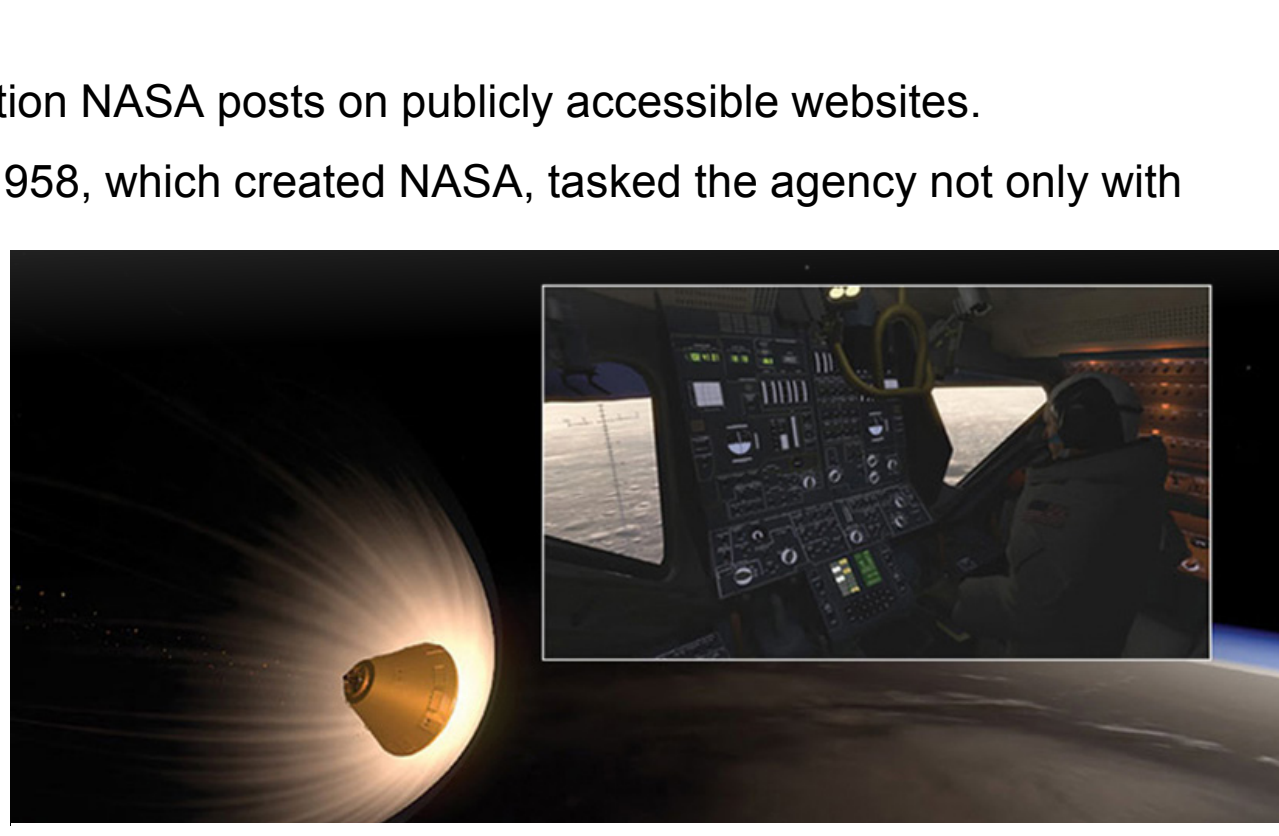 tion NASA posts on publicly accessible websites.
958, which created NASA, tasked the agency not only with